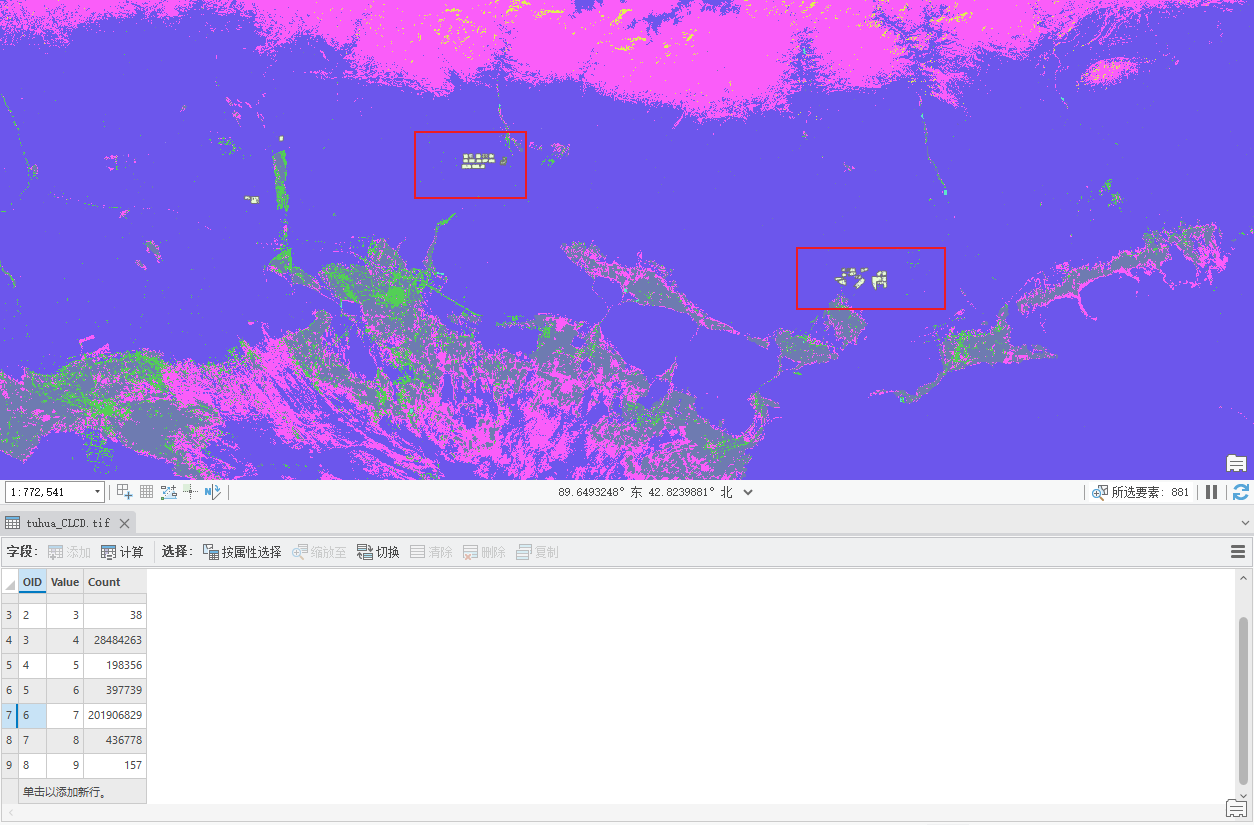 1:772,541
89.6493248° 东 42.8239881° 北
所选要素: 881
tuhua_CLCD.tif
字段: 添加 计算 选择: 按属性选择 缩放至 切换 清除 删除 复制
OID Value Count
3 2 3 38
4 3 4 28484263
5 4 5 198356
6 5 6 397739
7 6 7 201906829
8 7 8 436778
9 8 9 157
单击以添加新行。